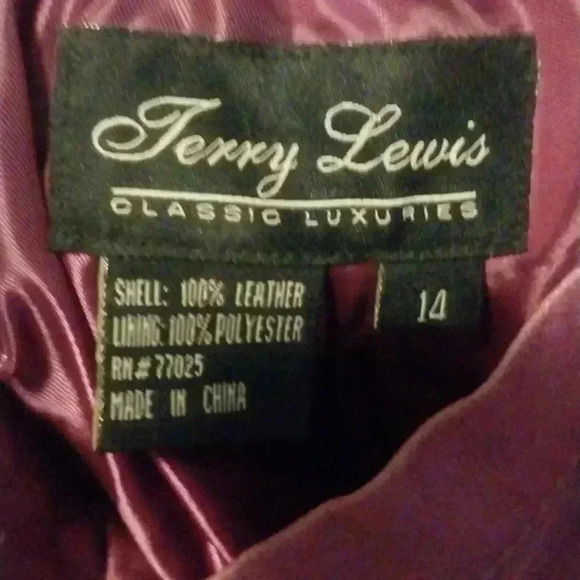 Terry Lewis
CLASSIC LUXURIES
SHELL: 100% LEATHER
LINING: 100% POLYESTER
RN# 77025
MADE IN CHINA
14